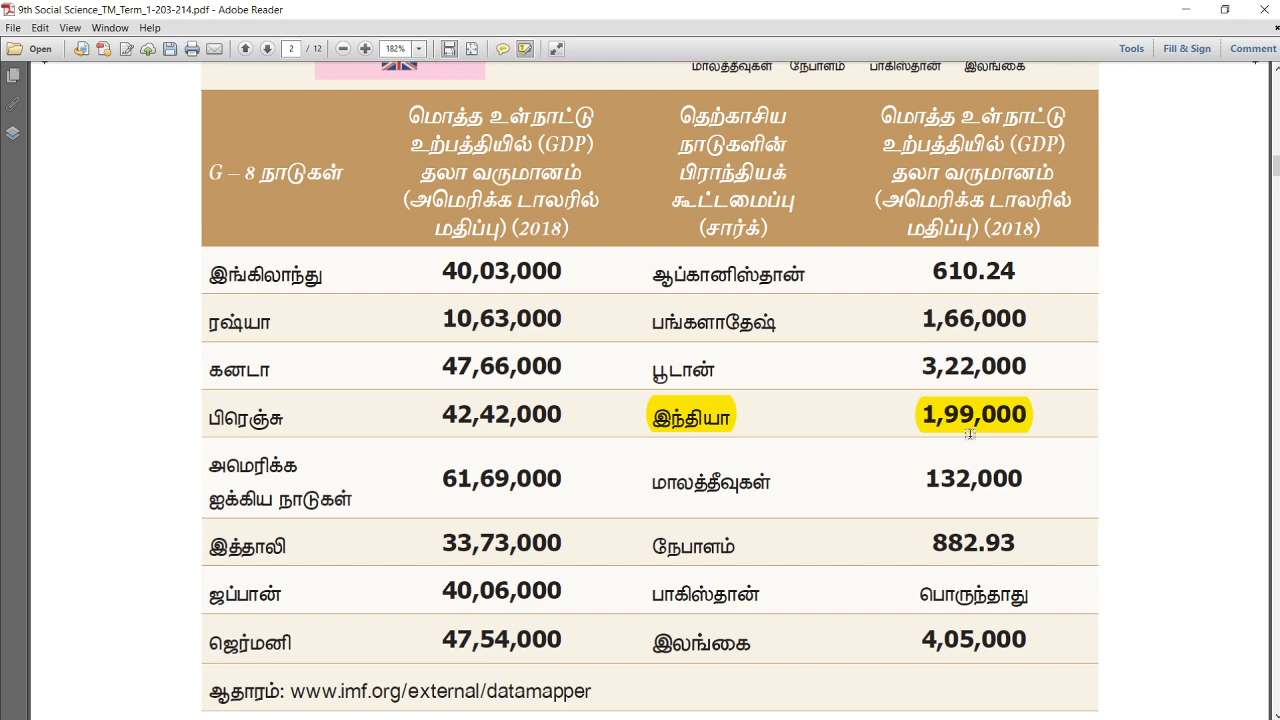 9th Social Science_TM_Term_1-203-214.pdf - Adobe Reader
File Edit View Window Help
Open 2 / 12 182% Tools Fill & Sign Comment
மாலத்தீவுகள் நேபாளம் பாகிஸ்தான் இலங்கை
G – 8 நாடுகள்
மொத்த உள்நாட்டு
உற்பத்தியில் (GDP)
தலா வருமானம்
(அமெரிக்க டாலரில்
மதிப்பு) (2018)
தெற்காசிய
நாடுகளின்
பிராந்தியக்
கூட்டமைப்பு
(சார்க்)
மொத்த உள்நாட்டு
உற்பத்தியில் (GDP)
தலா வருமானம்
(அமெரிக்க டாலரில்
மதிப்பு) (2018)
இங்கிலாந்து 40,03,000 ஆப்கானிஸ்தான் 610.24
ரஷ்யா 10,63,000 பங்களாதேஷ் 1,66,000
கனடா 47,66,000 பூடான் 3,22,000
பிரெஞ்சு 42,42,000 இந்தியா 1,99,000
அமெரிக்க
ஐக்கிய நாடுகள் 61,69,000 மாலத்தீவுகள் 132,000
இத்தாலி 33,73,000 நேபாளம் 882.93
ஜப்பான் 40,06,000 பாகிஸ்தான் பொருந்தாது
ஜெர்மனி 47,54,000 இலங்கை 4,05,000
ஆதாரம்: www.imf.org/external/datamapper